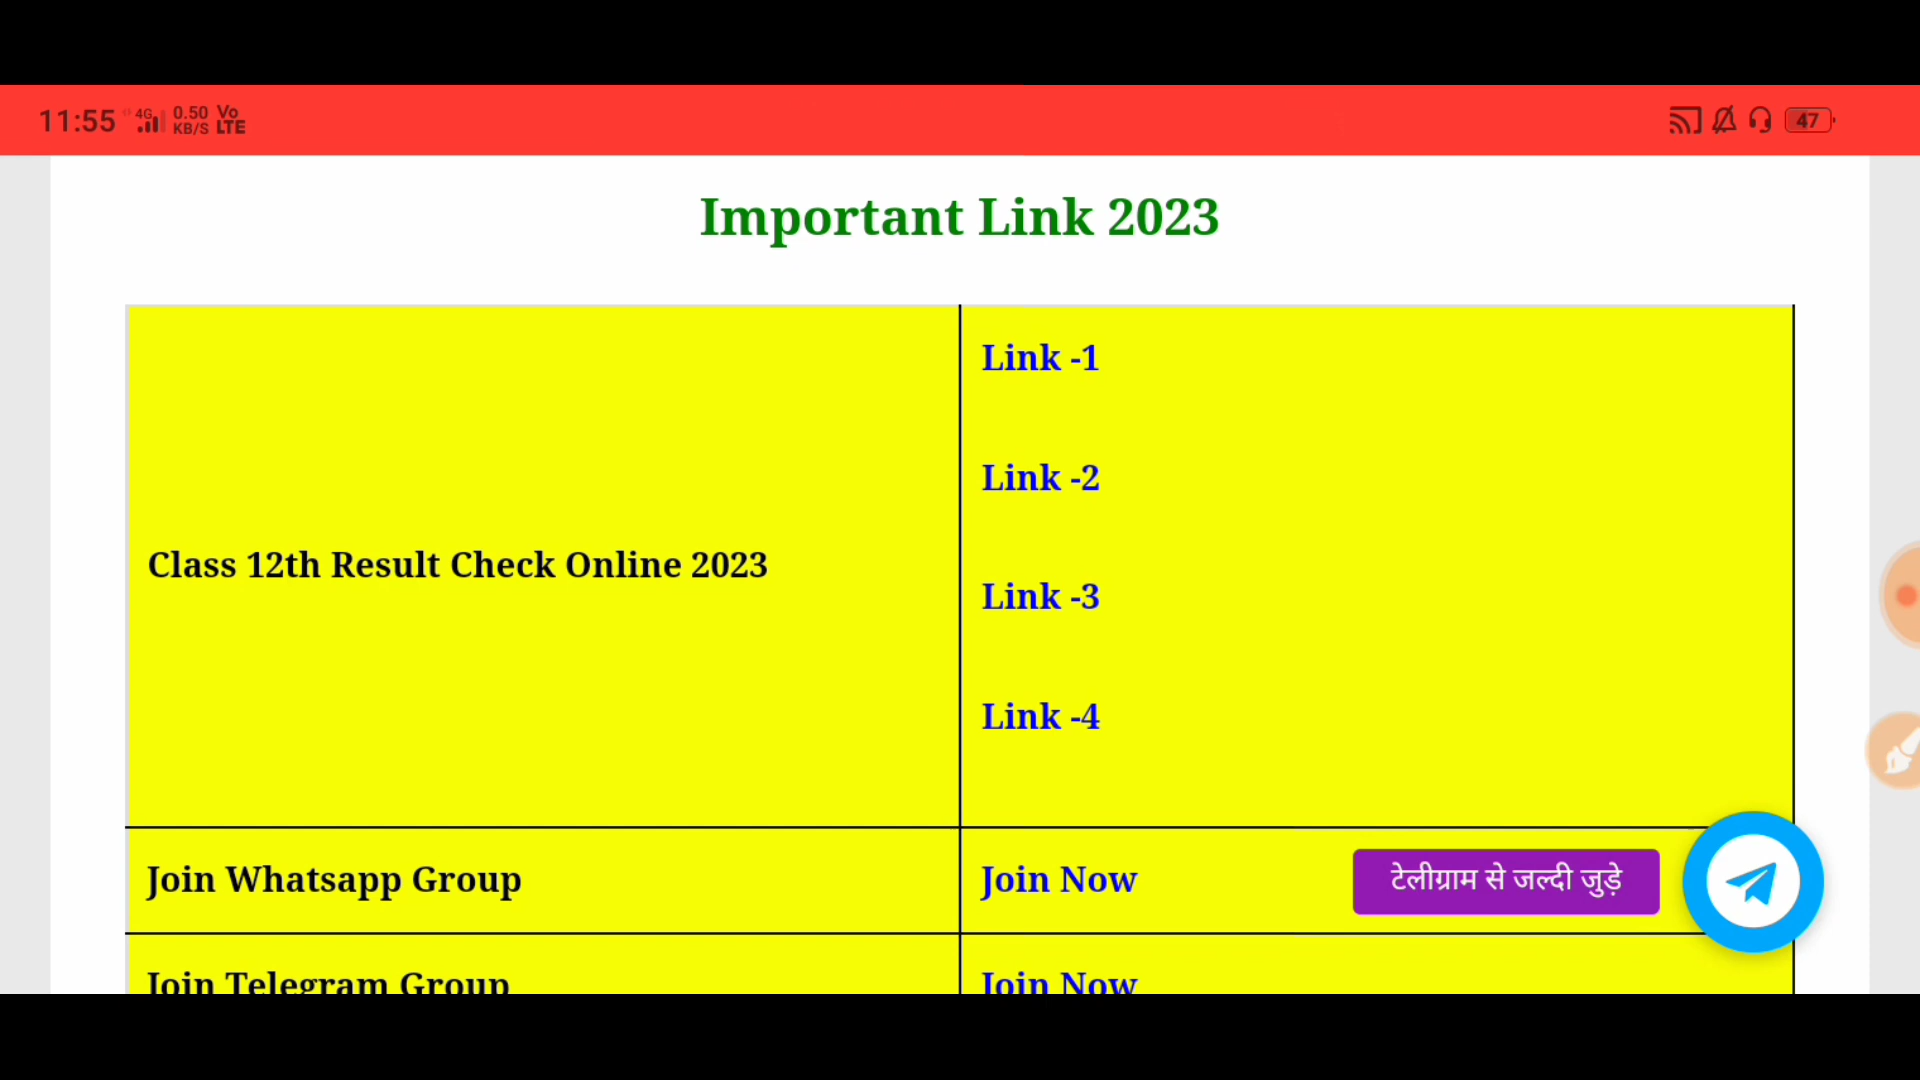 11:55 4G 0.50 KB/S Vo LTE 47
Important Link 2023
Link -1
Link -2
Class 12th Result Check Online 2023
Link -3
Link -4
Join Whatsapp Group Join Now टेलीग्राम से जल्दी जुड़े
Join Telegram Group Join Now